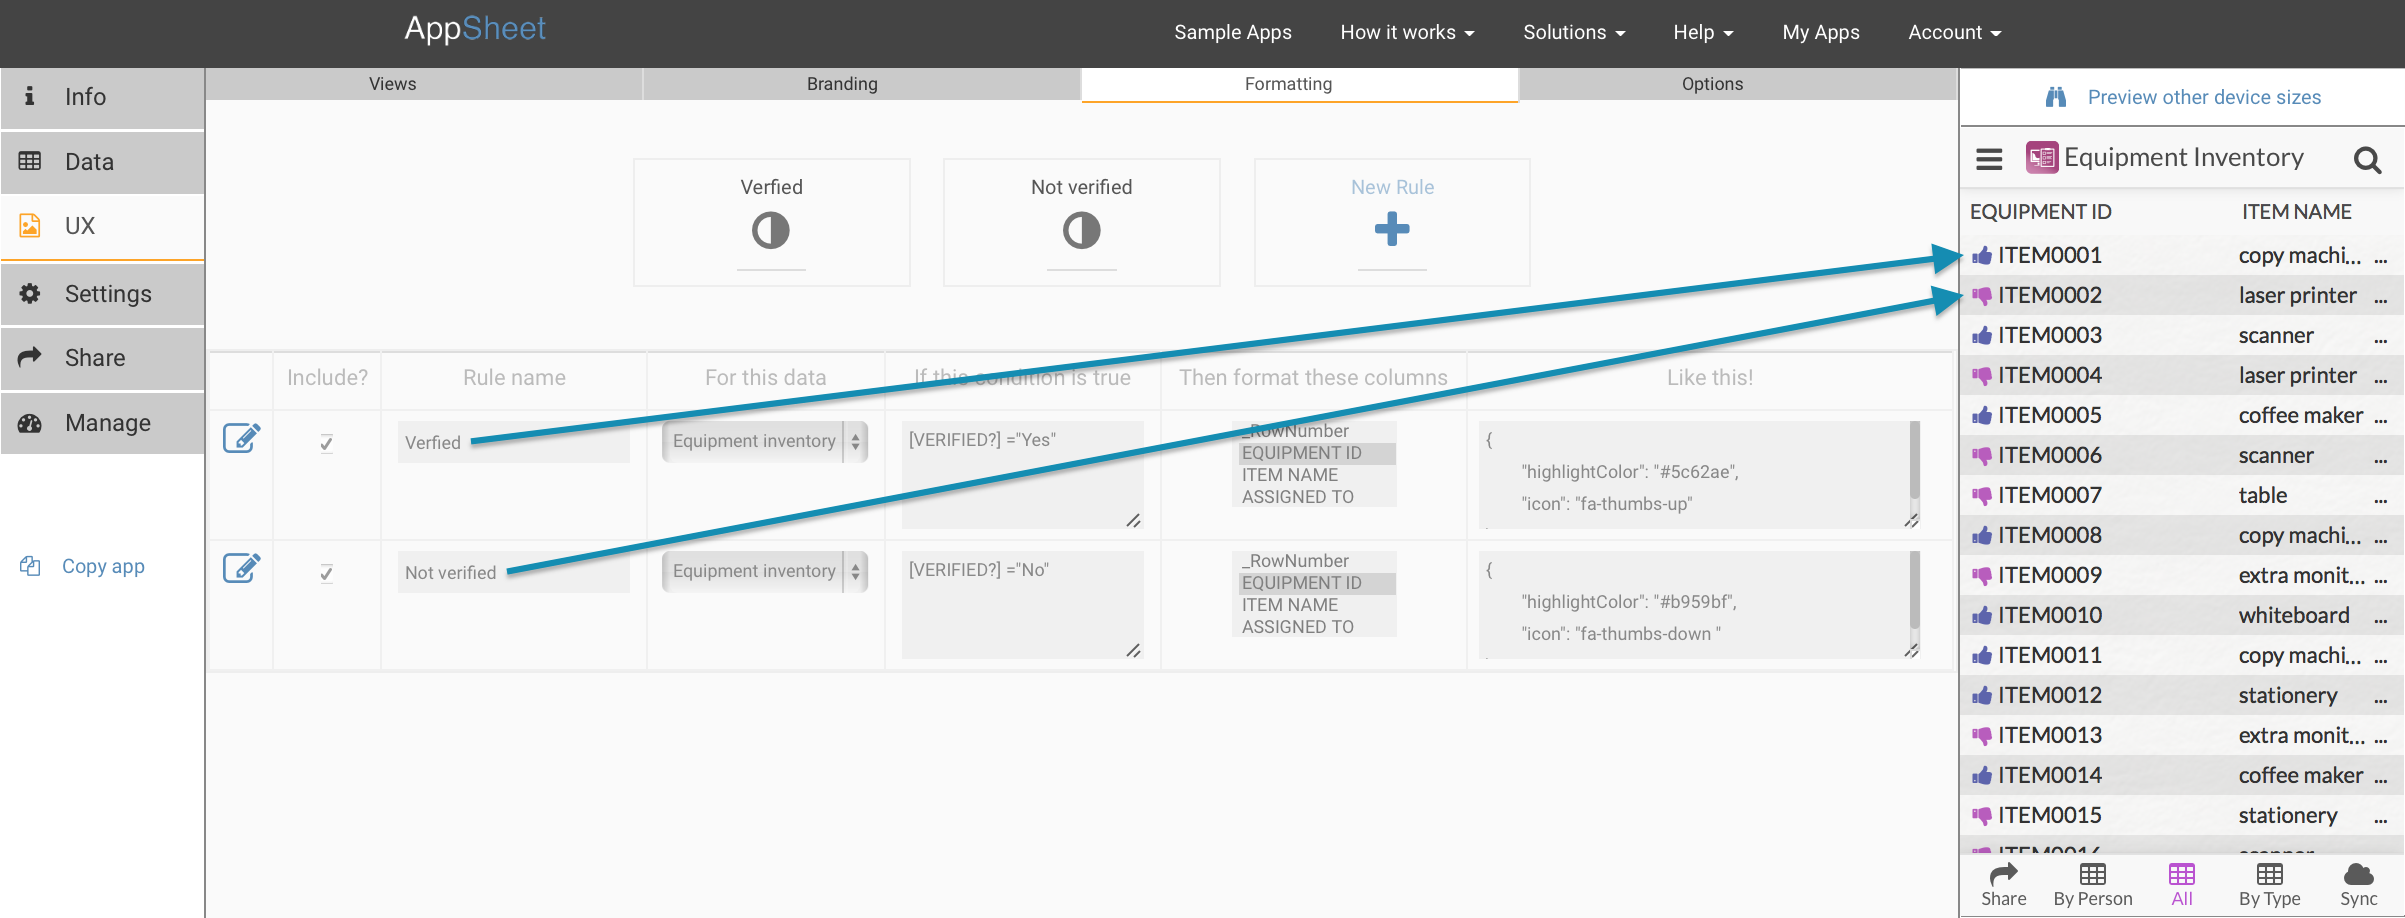 AppSheet
Sample Apps How it works Solutions Help My Apps Account
Info
Data
UX
Settings
Share
Manage
Copy app
Views Branding Formatting Options
Verfied Not verified New Rule
Include? Rule name For this data If this condition is true Then format these columns Like this!
Verfied
Equipment inventory
[VERIFIED?] ="Yes"
_RowNumber
EQUIPMENT ID
ITEM NAME
ASSIGNED TO
{
"highlightColor": "#5c62ae",
"icon": "fa-thumbs-up"
Not verified
Equipment inventory
[VERIFIED?] ="No"
_RowNumber
EQUIPMENT ID
ITEM NAME
ASSIGNED TO
{
"highlightColor": "#b959bf",
"icon": "fa-thumbs-down "
Preview other device sizes
Equipment Inventory
EQUIPMENT ID ITEM NAME
ITEM0001 copy machi... ...
ITEM0002 laser printer ...
ITEM0003 scanner ...
ITEM0004 laser printer ...
ITEM0005 coffee maker ...
ITEM0006 scanner ...
ITEM0007 table ...
ITEM0008 copy machi... ...
ITEM0009 extra monit... ...
ITEM0010 whiteboard ...
ITEM0011 copy machi... ...
ITEM0012 stationery ...
ITEM0013 extra monit... ...
ITEM0014 coffee maker ...
ITEM0015 stationery ...
ITEM0016 scanner
Share By Person All By Type Sync